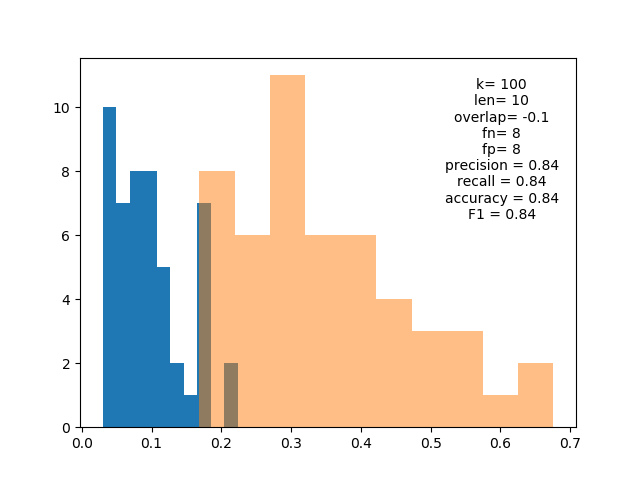 k= 100
len= 10
overlap= -0.1
fn= 8
fp= 8
precision = 0.84
recall = 0.84
accuracy = 0.84
F1 = 0.84
10
8
6
4
2
0
0.0 0.1 0.2 0.3 0.4 0.5 0.6 0.7